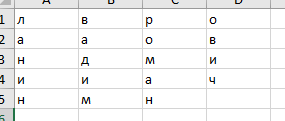 A B C D
1 л в р о
2 а а о в
3 н д м и
4 и и а ч
5 н м н